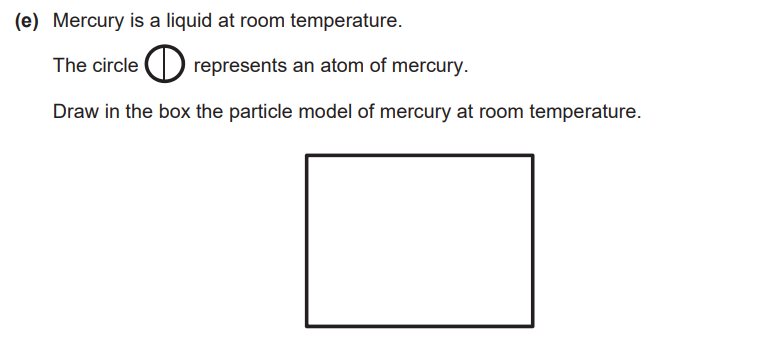 (e) Mercury is a liquid at room temperature.
The circle represents an atom of mercury.
Draw in the box the particle model of mercury at room temperature.